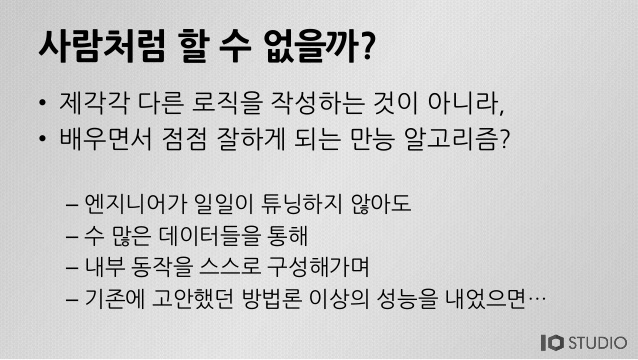 사람처럼 할 수 없을까?
• 제각각 다른 로직을 작성하는 것이 아니라,
• 배우면서 점점 잘하게 되는 만능 알고리즘?
– 엔지니어가 일일이 튜닝하지 않아도
– 수 많은 데이터들을 통해
– 내부 동작을 스스로 구성해가며
– 기존에 고안했던 방법론 이상의 성능을 내었으면…
IO STUDIO